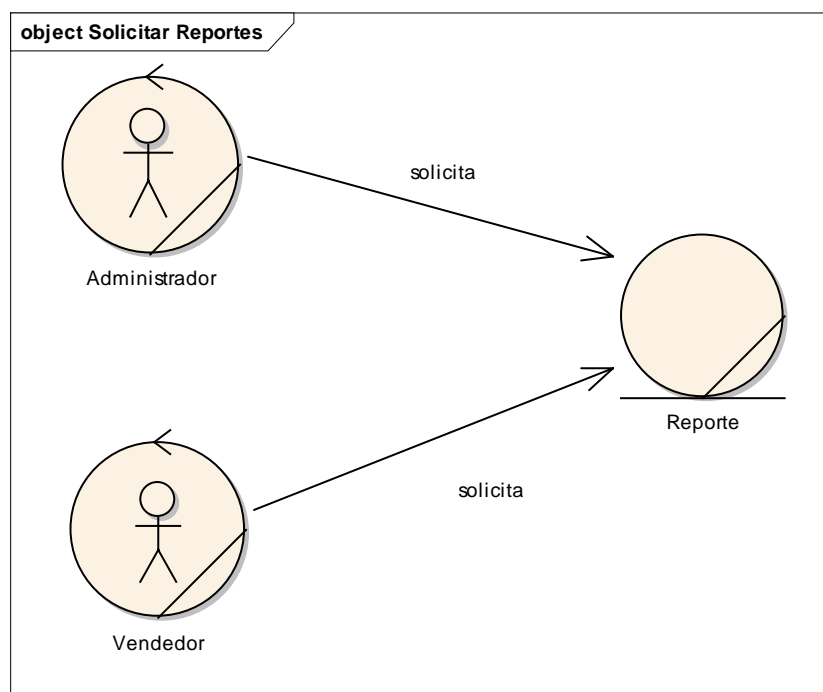 object Solicitar Reportes
solicita
Administrador
Reporte
solicita
Vendedor